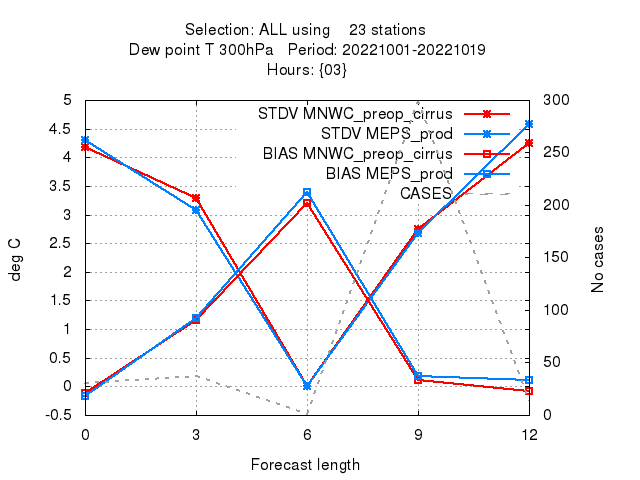 Selection: ALL using    23 stations
Dew point T 300hPa   Period: 20221001-20221019
Hours: {03}
STDV MNWC_preop_cirrus
STDV MEPS_prod
BIAS MNWC_preop_cirrus
BIAS MEPS_prod
CASES
deg C
5
4.5
4
3.5
3
2.5
2
1.5
1
0.5
0
-0.5
No cases
300
250
200
150
100
50
0
0 3 6 9 12
Forecast length